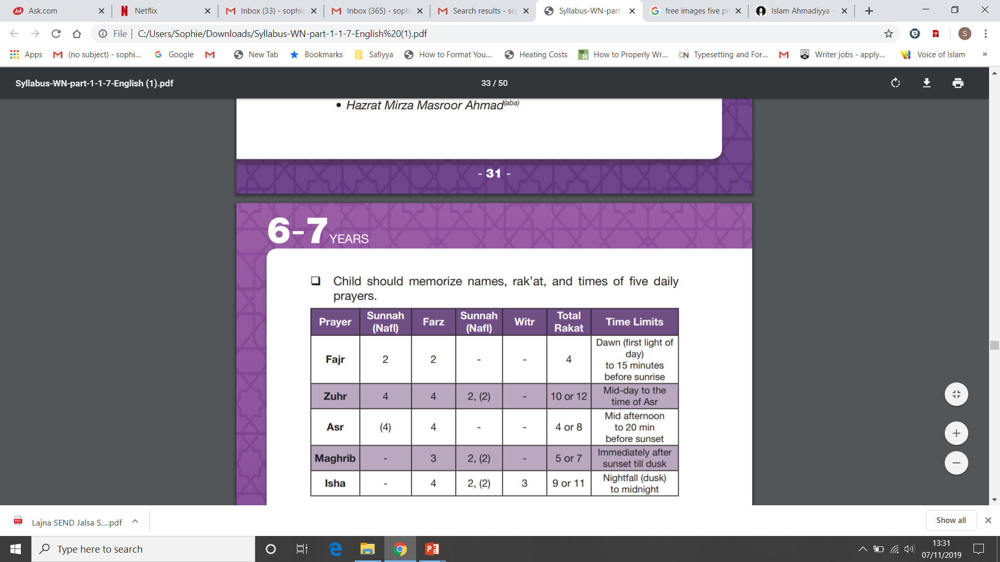 Ask.com
Netflix
Inbox (33) - sophie
Inbox (365) - soph
Search results - so
Syllabus-WN-part-
free images five pi
Islam Ahmadiyya -
File | C:/Users/Sophie/Downloads/Syllabus-WN-part-1-1-7-English%20(1).pdf
S
Apps
(no subject) - sophi...
Google
New Tab
Bookmarks
Safiyya
How to Format You...
Heating Costs
How to Properly Wr...
Typesetting and For...
Writer jobs - apply...
Voice of Islam
»
Syllabus-WN-part-1-1-7-English (1).pdf
33 / 50
• Hazrat Mirza Masroor Ahmad(aba)
- 31 -
6-7 YEARS
Child should memorize names, rak'at, and times of five daily
prayers.
Prayer Sunnah (Nafl) Farz Sunnah (Nafl) Witr Total Rakat Time Limits
Fajr 2 2 - - 4 Dawn (first light of day) to 15 minutes before sunrise
Zuhr 4 4 2, (2) - 10 or 12 Mid-day to the time of Asr
Asr (4) 4 - - 4 or 8 Mid afternoon to 20 min before sunset
Maghrib - 3 2, (2) - 5 or 7 Immediately after sunset till dusk
Isha - 4 2, (2) 3 9 or 11 Nightfall (dusk) to midnight
Lajna SEND Jalsa S....pdf
Show all
Type here to search
13:31
07/11/2019